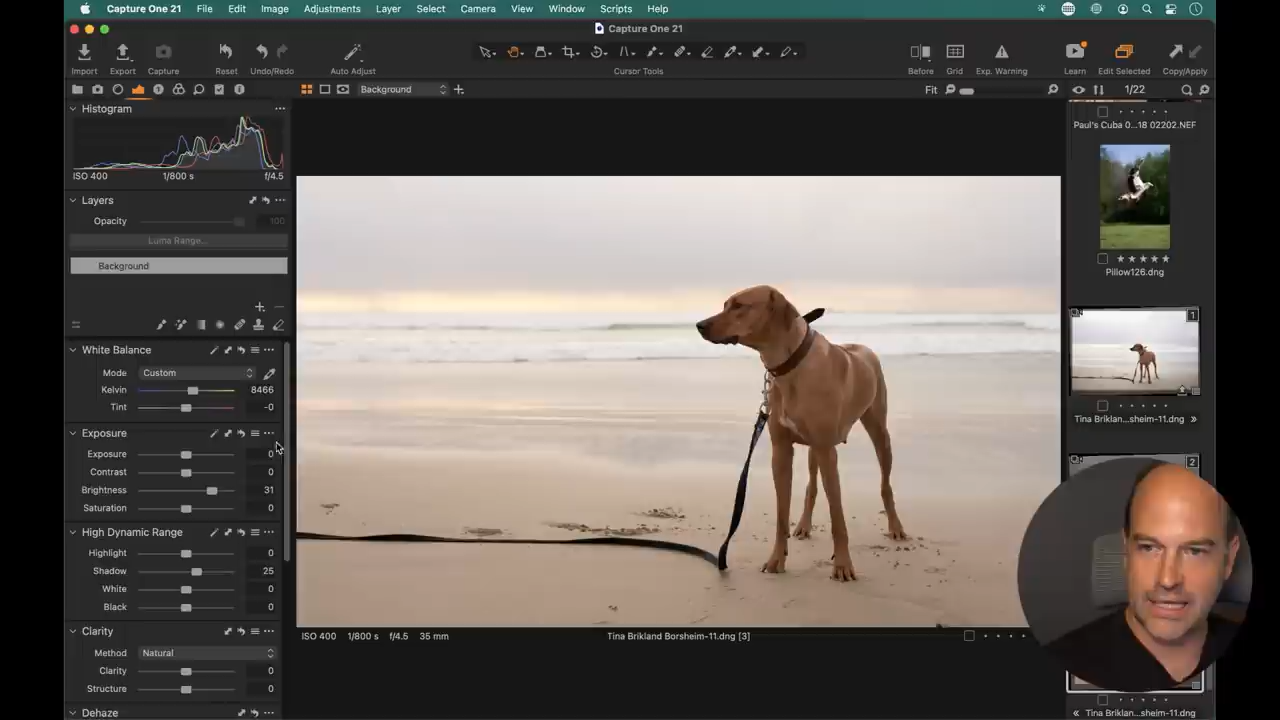 Capture One 21 File Edit Image Adjustments Layer Select Camera View Window Scripts Help
Capture One 21
Import Export Capture Reset Undo/Redo Auto Adjust Cursor Tools Before Grid Exp. Warning Learn Edit Selected Copy/Apply
Background Fit 1/22
Histogram
ISO 400 1/800 s f/4.5
Layers
Opacity 100
Luma Range...
Background
White Balance
Mode Custom
Kelvin 8466
Tint -0
Exposure
Exposure 0
Contrast 0
Brightness 31
Saturation 0
High Dynamic Range
Highlight 0
Shadow 25
White 0
Black 0
Clarity
Method Natural
Clarity 0
Structure 0
Dehaze
ISO 400 1/800 s f/4.5 35 mm Tina Brikland Borsheim-11.dng [3]
Paul's Cuba 0...18 02202.NEF
Pillow126.dng
1
Tina Briklan...sheim-11.dng
2
Tina Briklan...sheim-11.dng